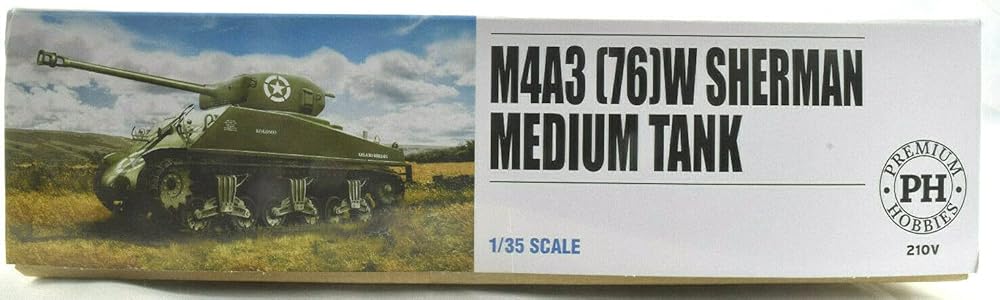 M4A3 (76)W SHERMAN
MEDIUM TANK
1/35 SCALE
PREMIUM
PH
HOBBIES
210V